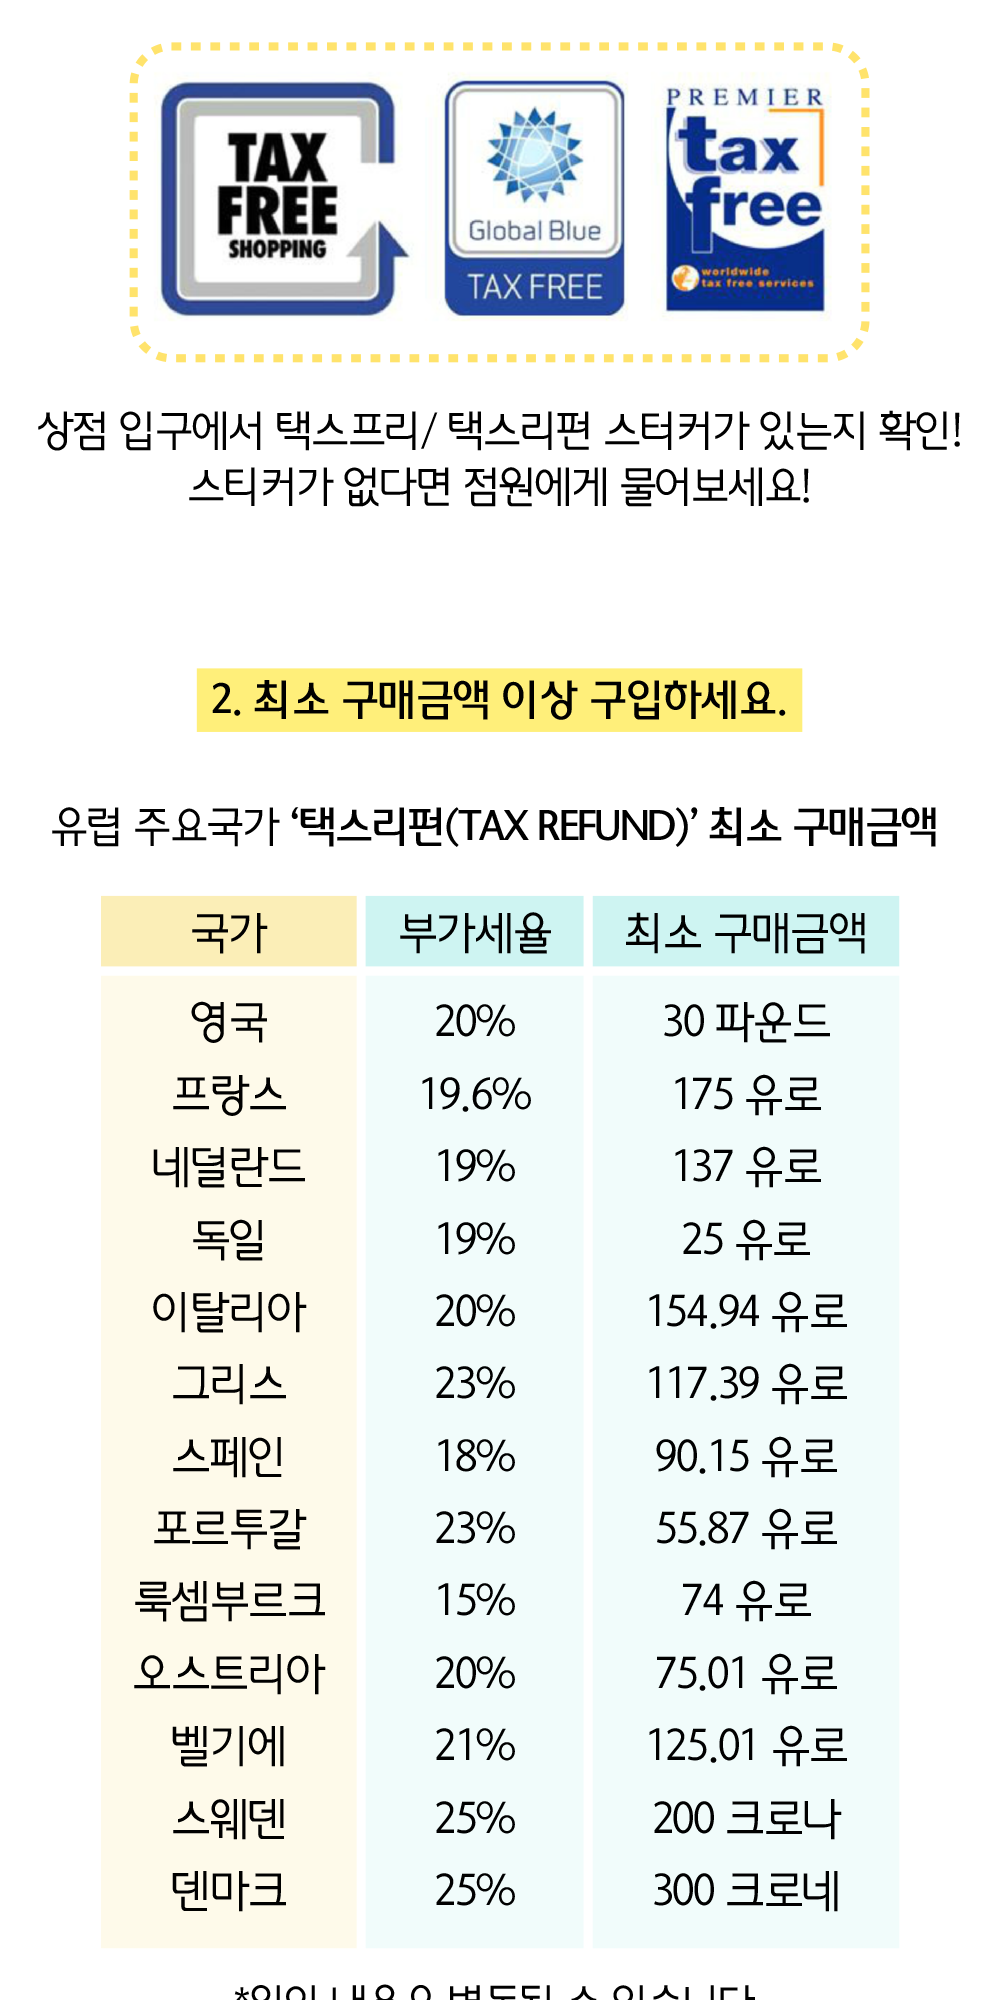 TAX
FREE
SHOPPING
Global Blue
TAX FREE
PREMIER
tax
free
worldwide
tax free services
상점 입구에서 택스프리/ 택스리펀 스터커가 있는지 확인!
스티커가 없다면 점원에게 물어보세요!
2. 최소 구매금액 이상 구입하세요.
유럽 주요국가 ‘택스리펀(TAX REFUND)’ 최소 구매금액
국가 부가세율 최소 구매금액
영국 20% 30 파운드
프랑스 19.6% 175 유로
네덜란드 19% 137 유로
독일 19% 25 유로
이탈리아 20% 154.94 유로
그리스 23% 117.39 유로
스페인 18% 90.15 유로
포르투갈 23% 55.87 유로
룩셈부르크 15% 74 유로
오스트리아 20% 75.01 유로
벨기에 21% 125.01 유로
스웨덴 25% 200 크로나
덴마크 25% 300 크로네